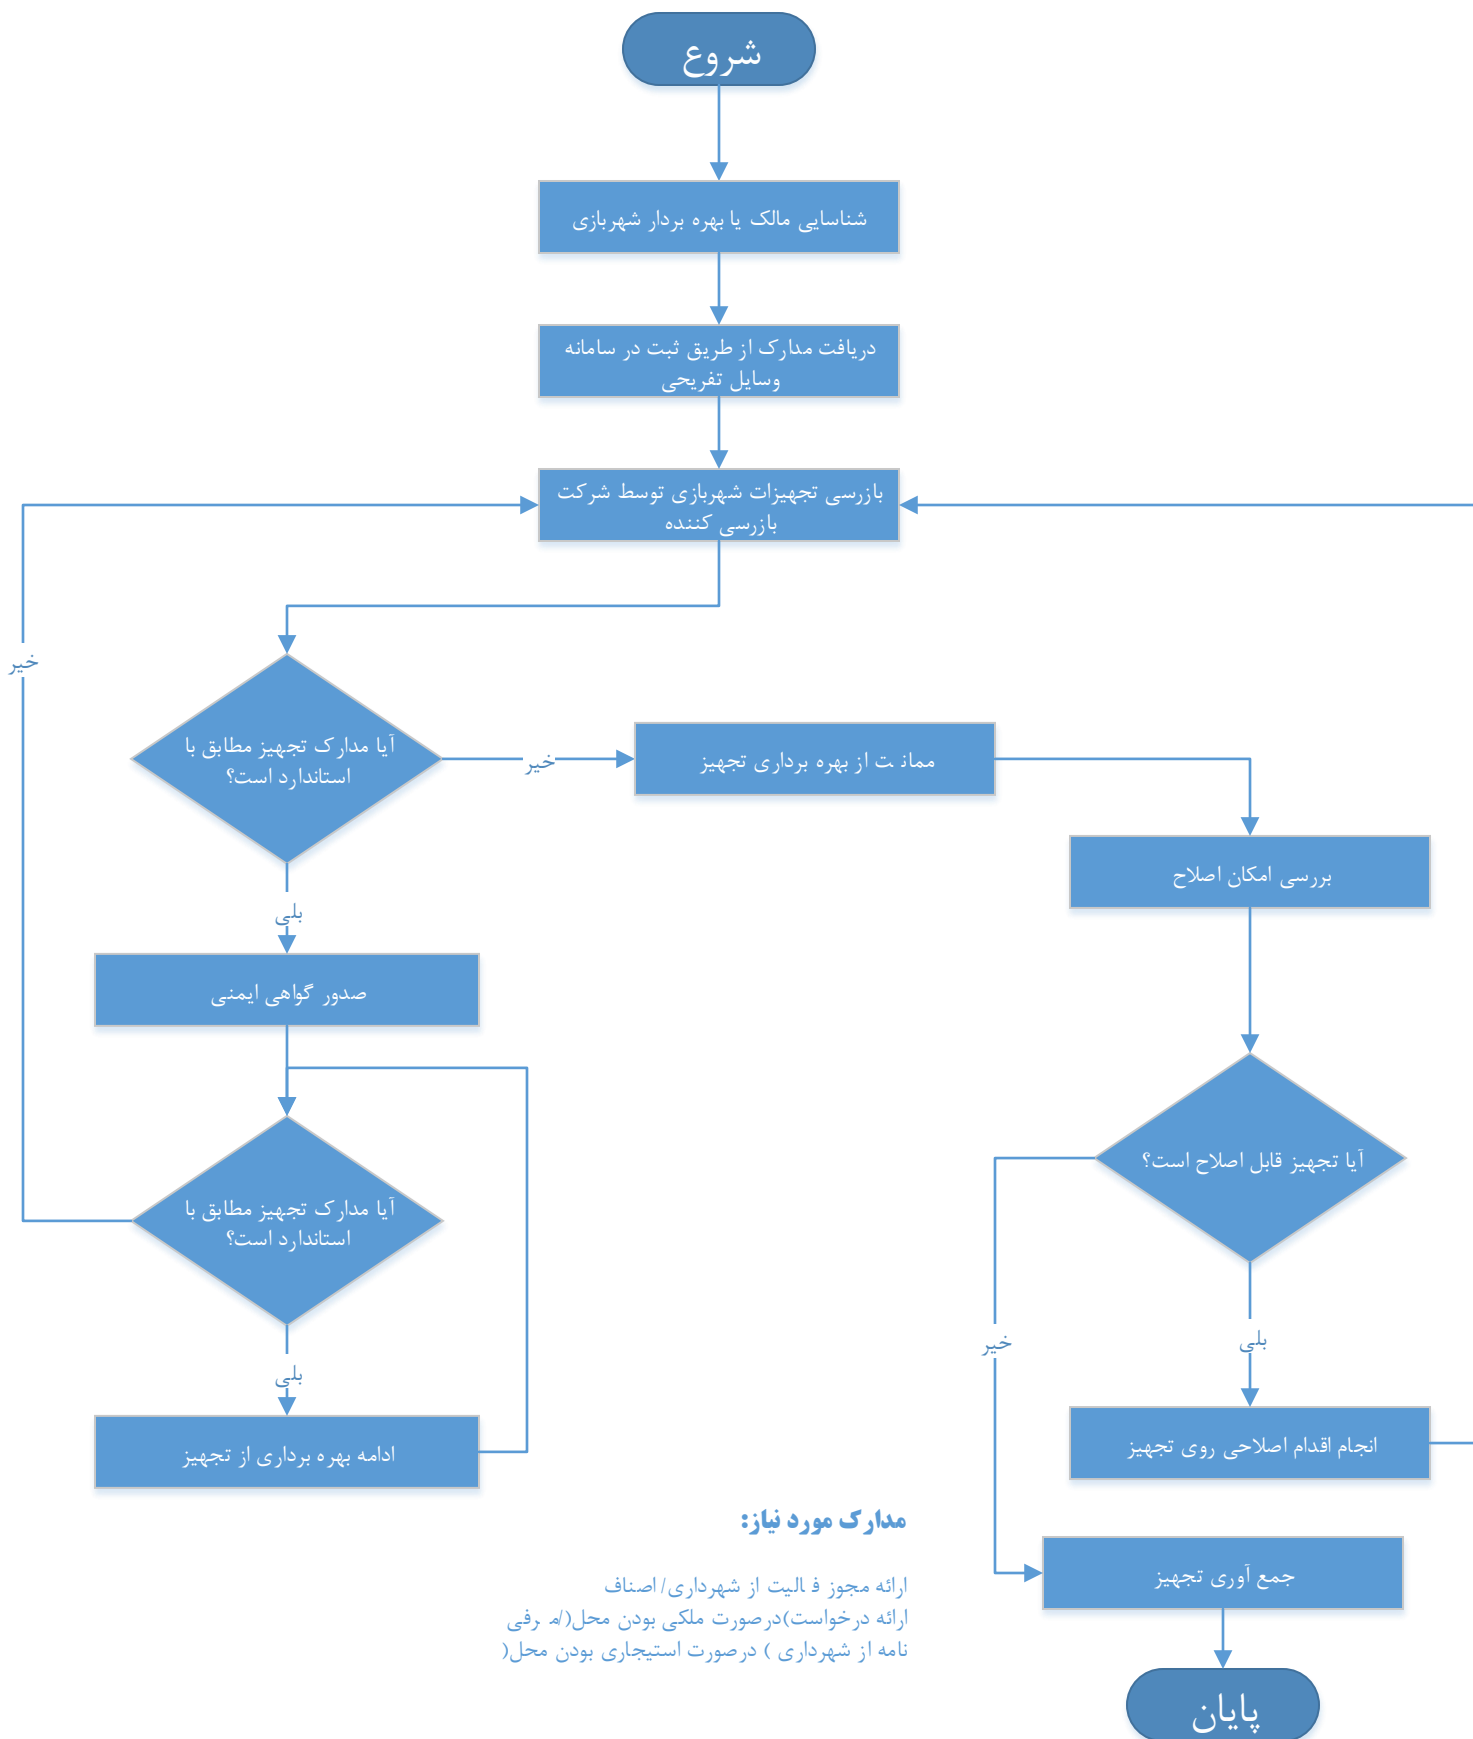 شروع
شناسایی مالک یا بهره بردار شهربازی
دریافت مدارک از طریق ثبت در سامانه
وسایل تفریحی
بازرسی تجهیزات شهربازی توسط شرکت
بازرسی کننده
خیر
آیا مدارک تجهیز مطابق با
استاندارد است؟
خیر
ممانـت از بهره برداری تجهیز
بررسی امکان اصلاح
بلی
صدور گواهی ایمنی
آیا تجهیز قابل اصلاح است؟
آیا مدارک تجهیز مطابق با
استاندارد است؟
خیر
بلی
بلی
ادامه بهره برداری از تجهیز
انجام اقدام اصلاحی روی تجهیز
مدارک مورد نیاز:
جمع آوری تجهیز
ارائه مجوز فـالیت از شهرداری/اصناف
ارائه درخواست)درصورت ملکی بودن محل(/مـرفی
نامه از شهرداری ) درصورت استیجاری بودن محل(
پایان